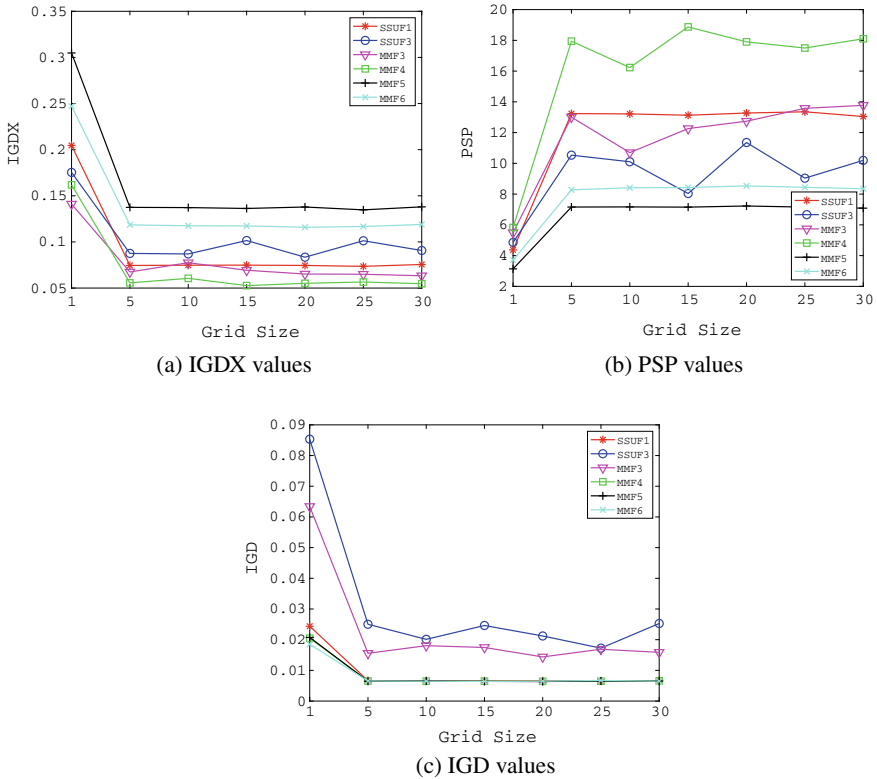 0.35
0.3
0.25
0.2
0.15
0.1
0.05
IGDX
1 5 10 15 20 25 30
Grid Size
SSUF1
SSUF3
MMF3
MMF4
MMF5
MMF6
(a) IGDX values
20
18
16
14
12
10
8
6
4
2
PSP
1 5 10 15 20 25 30
Grid Size
SSUF1
SSUF3
MMF3
MMF4
MMF5
MMF6
(b) PSP values
0.09
0.08
0.07
0.06
0.05
0.04
0.03
0.02
0.01
0
IGD
1 5 10 15 20 25 30
Grid Size
SSUF1
SSUF3
MMF3
MMF4
MMF5
MMF6
(c) IGD values